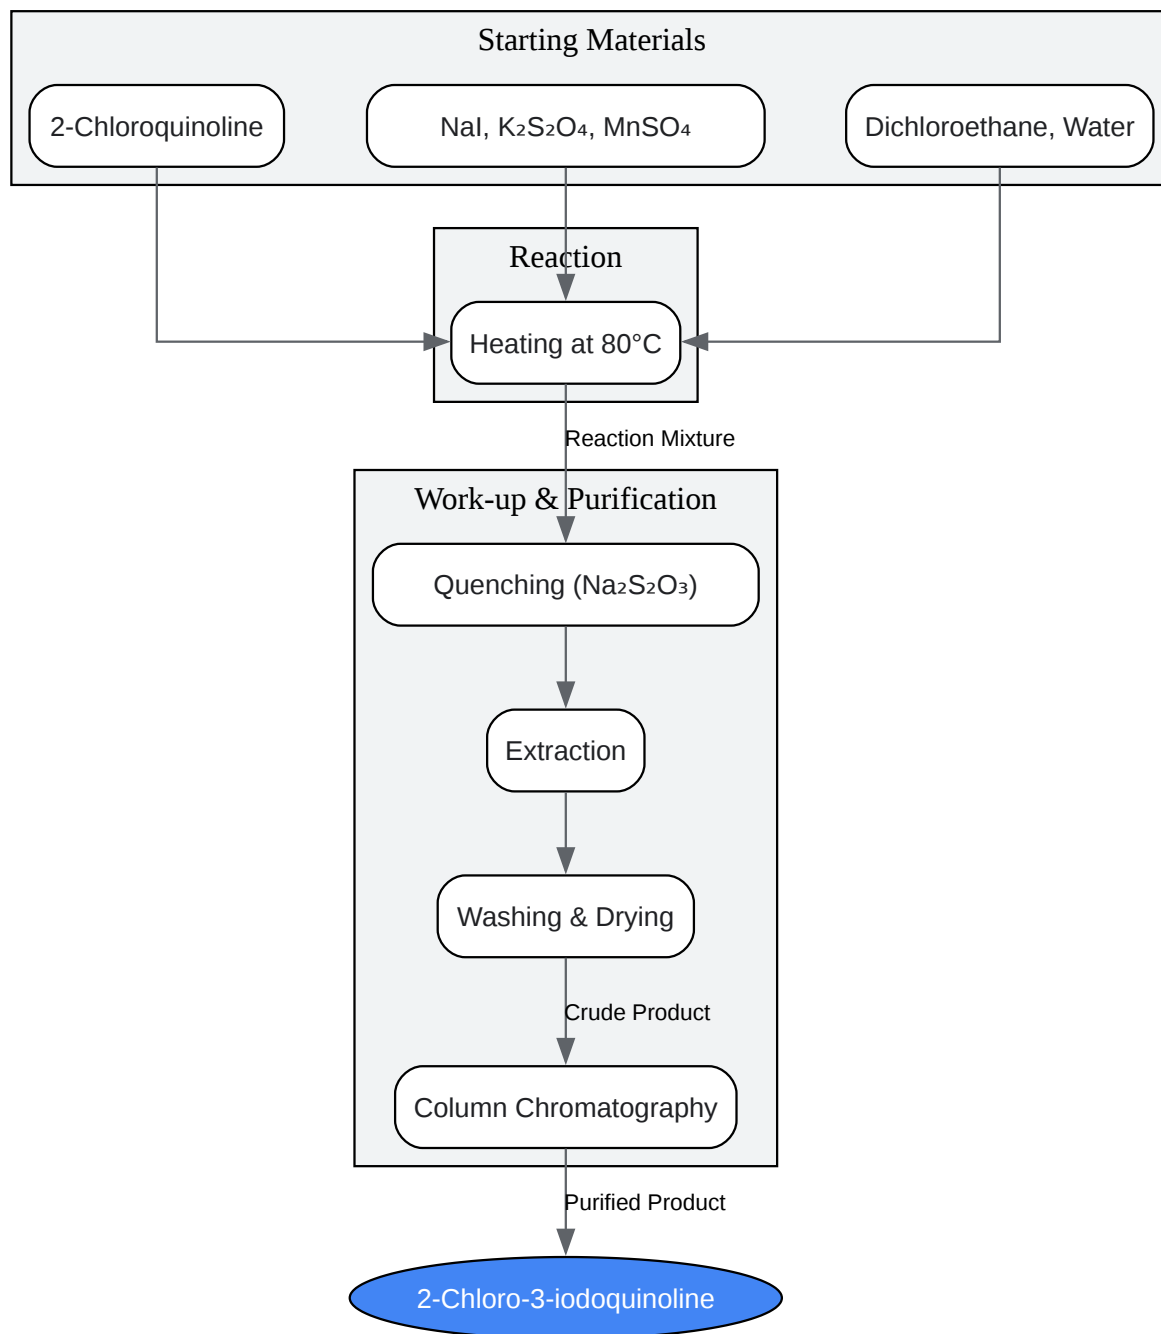 Starting Materials
2-Chloroquinoline
NaI, K₂S₂O₄, MnSO₄
Dichloroethane, Water
Reaction
Heating at 80°C
Reaction Mixture
Work-up & Purification
Quenching (Na₂S₂O₃)
Extraction
Washing & Drying
Crude Product
Column Chromatography
Purified Product
2-Chloro-3-iodoquinoline